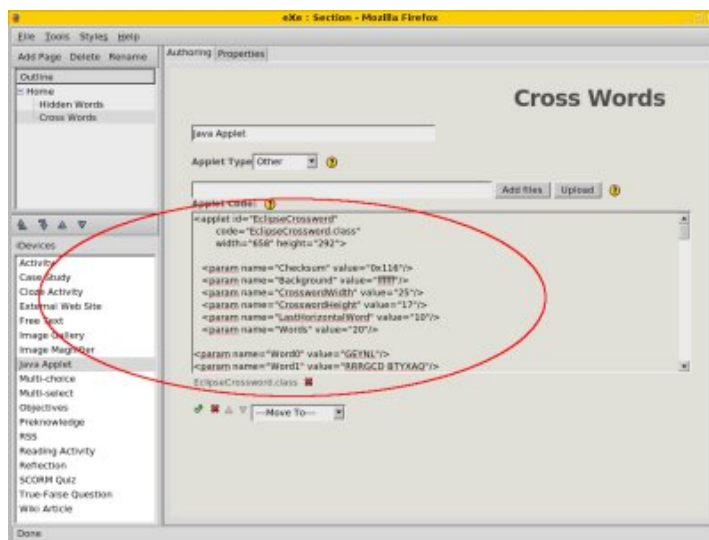 eXe : Section - Mozilla Firefox
File Tools Styles Help
Add Page Delete Rename
Outline
Home
Hidden Words
Cross Words
iDevices
Activity
Case Study
Cloze Activity
External Web Site
Free Text
Image Gallery
Image Magnifier
Java Applet
Multi-choice
Multi-select
Objectives
Preknowledge
RSS
Reading Activity
Reflection
SCORM Quiz
True-False Question
Wiki Article
Authoring Properties
Cross Words
Java Applet
Applet Type Other
Add files Upload
Applet Code:
<applet id="EclipseCrossword"
code="EclipseCrossword.class"
width="658" height="292">
<param name="Checksum" value="0x116"/>
<param name="Background" value="ffffff"/>
<param name="CrosswordWidth" value="25"/>
<param name="CrosswordHeight" value="17"/>
<param name="LastHorizontalWord" value="10"/>
<param name="Words" value="20"/>
<param name="Word0" value="GEYNL"/>
<param name="Word1" value="RRRGCD BTYXAQ"/>
EclipseCrossword.class
---Move To---
Done